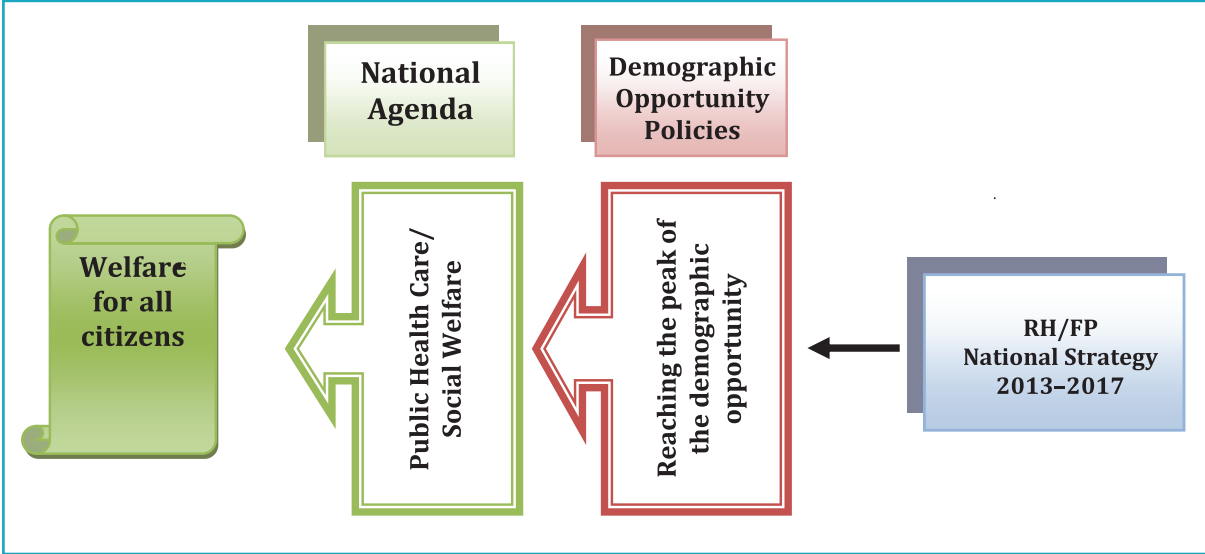 National
Agenda
Demographic
Opportunity
Policies
Welfare
for all
citizens
Public Health Care/
Social Welfare
Reaching the peak of
the demographic
opportunity
RH/FP
National Strategy
2013–2017